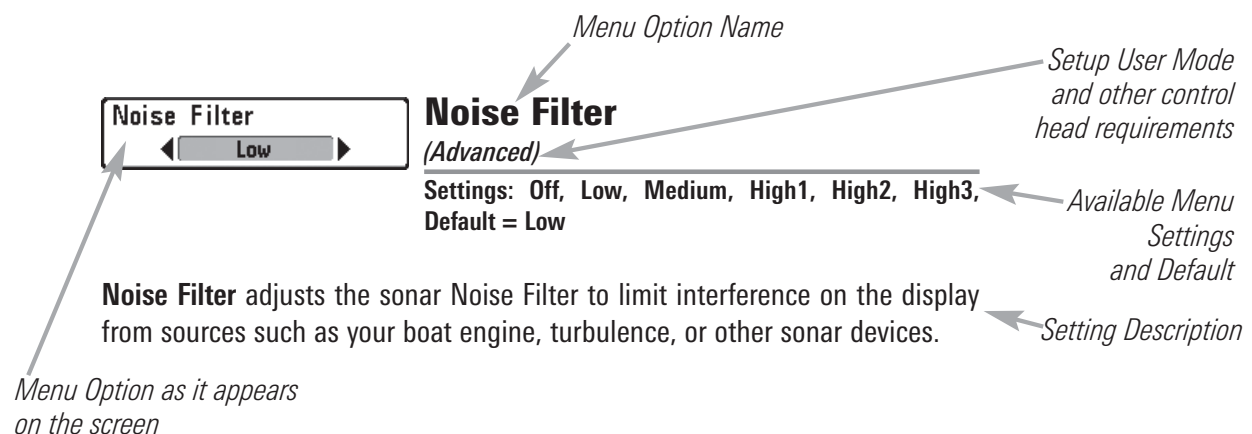 Menu Option Name
Setup User Mode
and other control
head requirements
Noise Filter
Low
Noise Filter
(Advanced)
Settings: Off, Low, Medium, High1, High2, High3,
Default = Low
Available Menu
Settings
and Default
Noise Filter adjusts the sonar Noise Filter to limit interference on the display
from sources such as your boat engine, turbulence, or other sonar devices.
Setting Description
Menu Option as it appears
on the screen